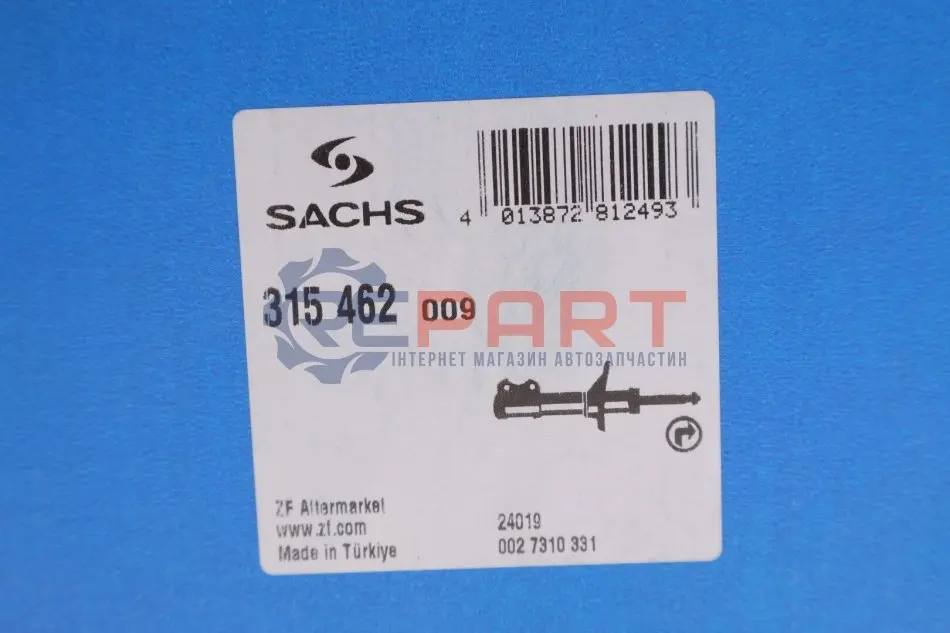 SACHS
4 013872 812493
315 462 009
REPART
ІНТЕРНЕТ МАГАЗИН АВТОЗАПЧАСТИН
ZF Aftermarket
www.zf.com
Made in Türkiye
24019
002 7310 331